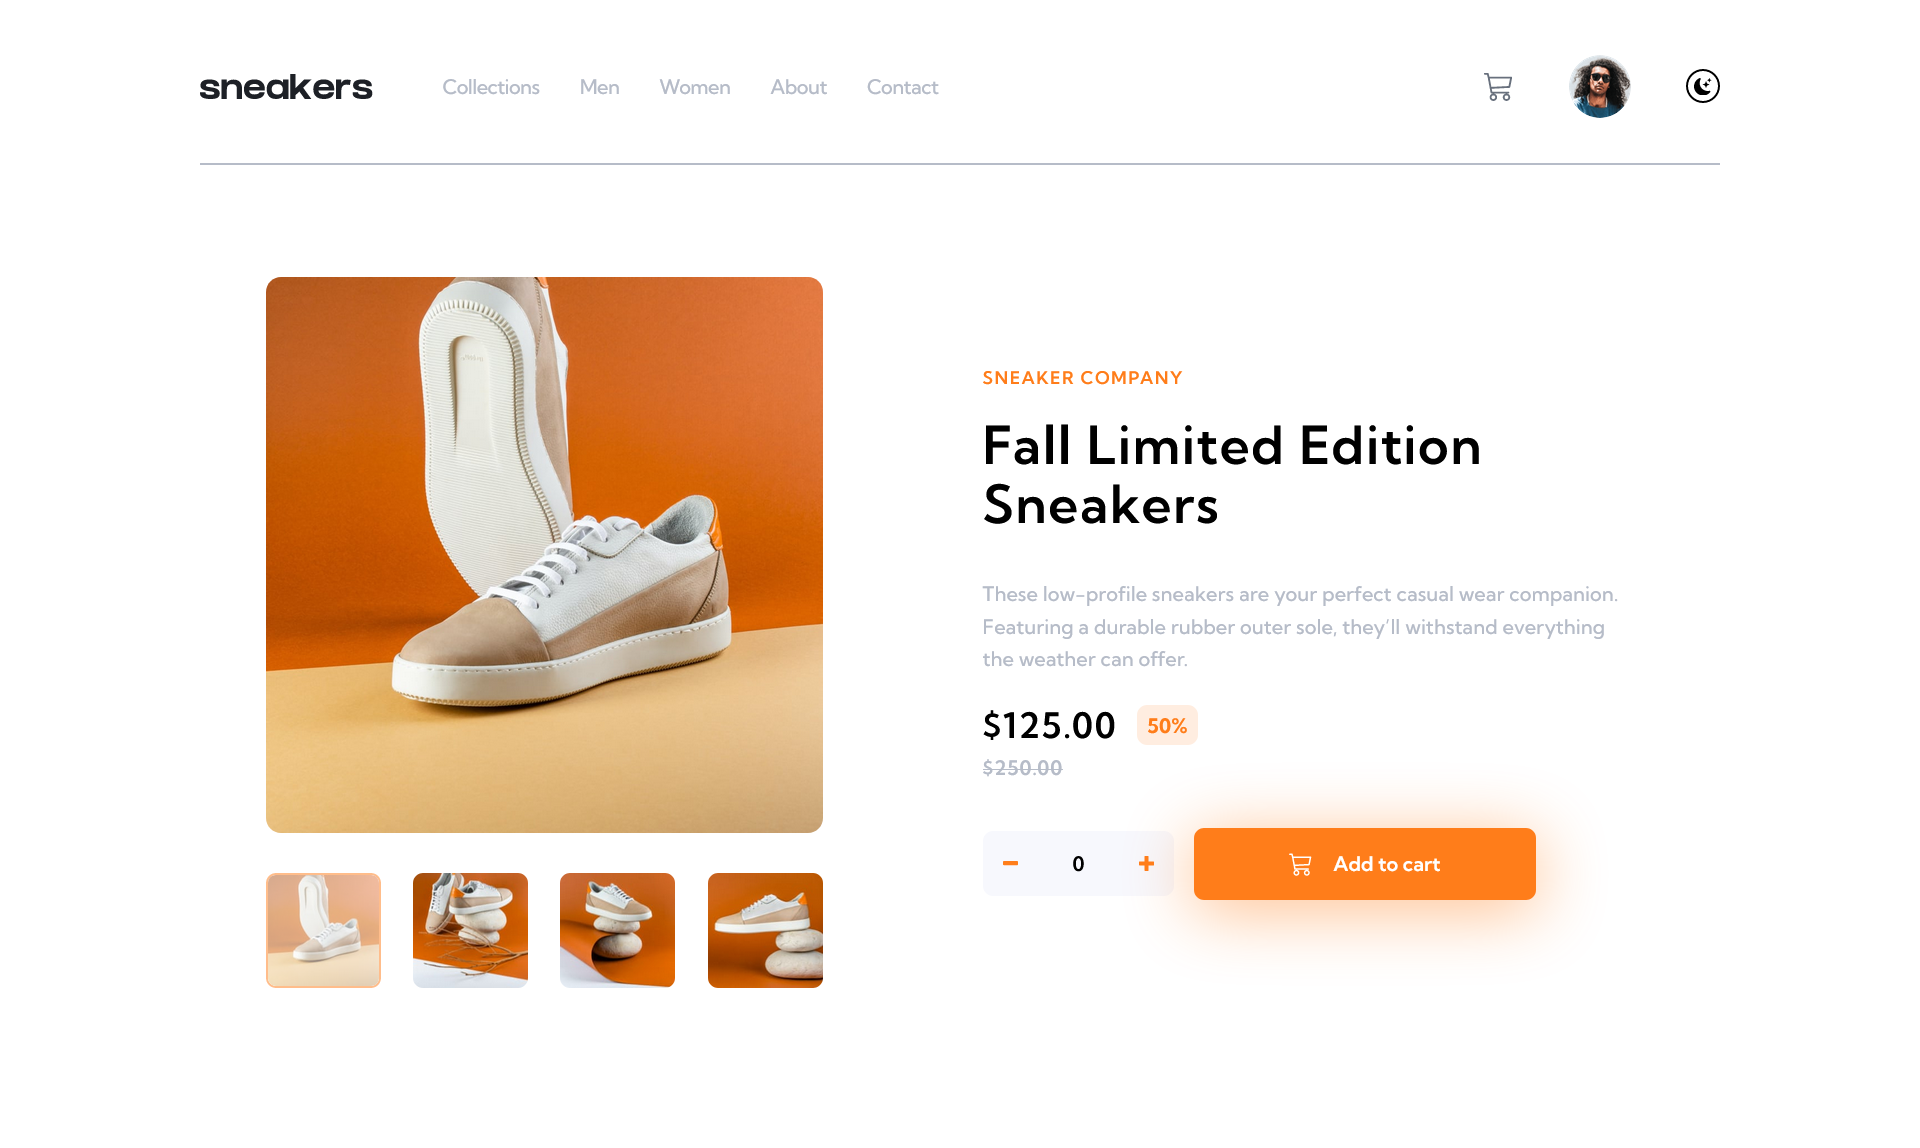 sneakers
Collections
Men
Women
About
Contact
SNEAKER COMPANY
Fall Limited Edition
Sneakers
These low-profile sneakers are your perfect casual wear companion.
Featuring a durable rubber outer sole, they’ll withstand everything
the weather can offer.
$125.00
50%
$250.00
0
Add to cart